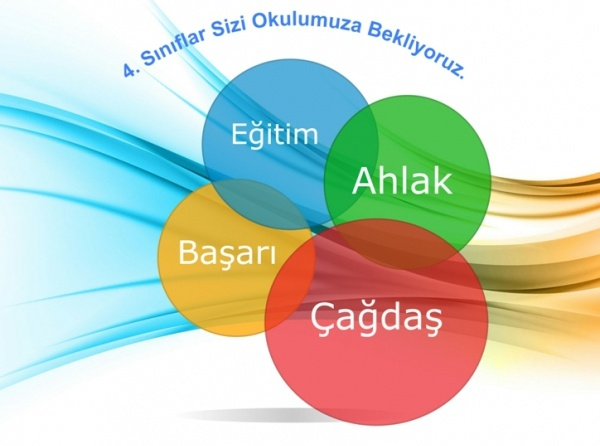 4. Sınıflar Sizi Okulumuza Bekliyoruz.
Eğitim
Ahlak
Başarı
Çağdaş